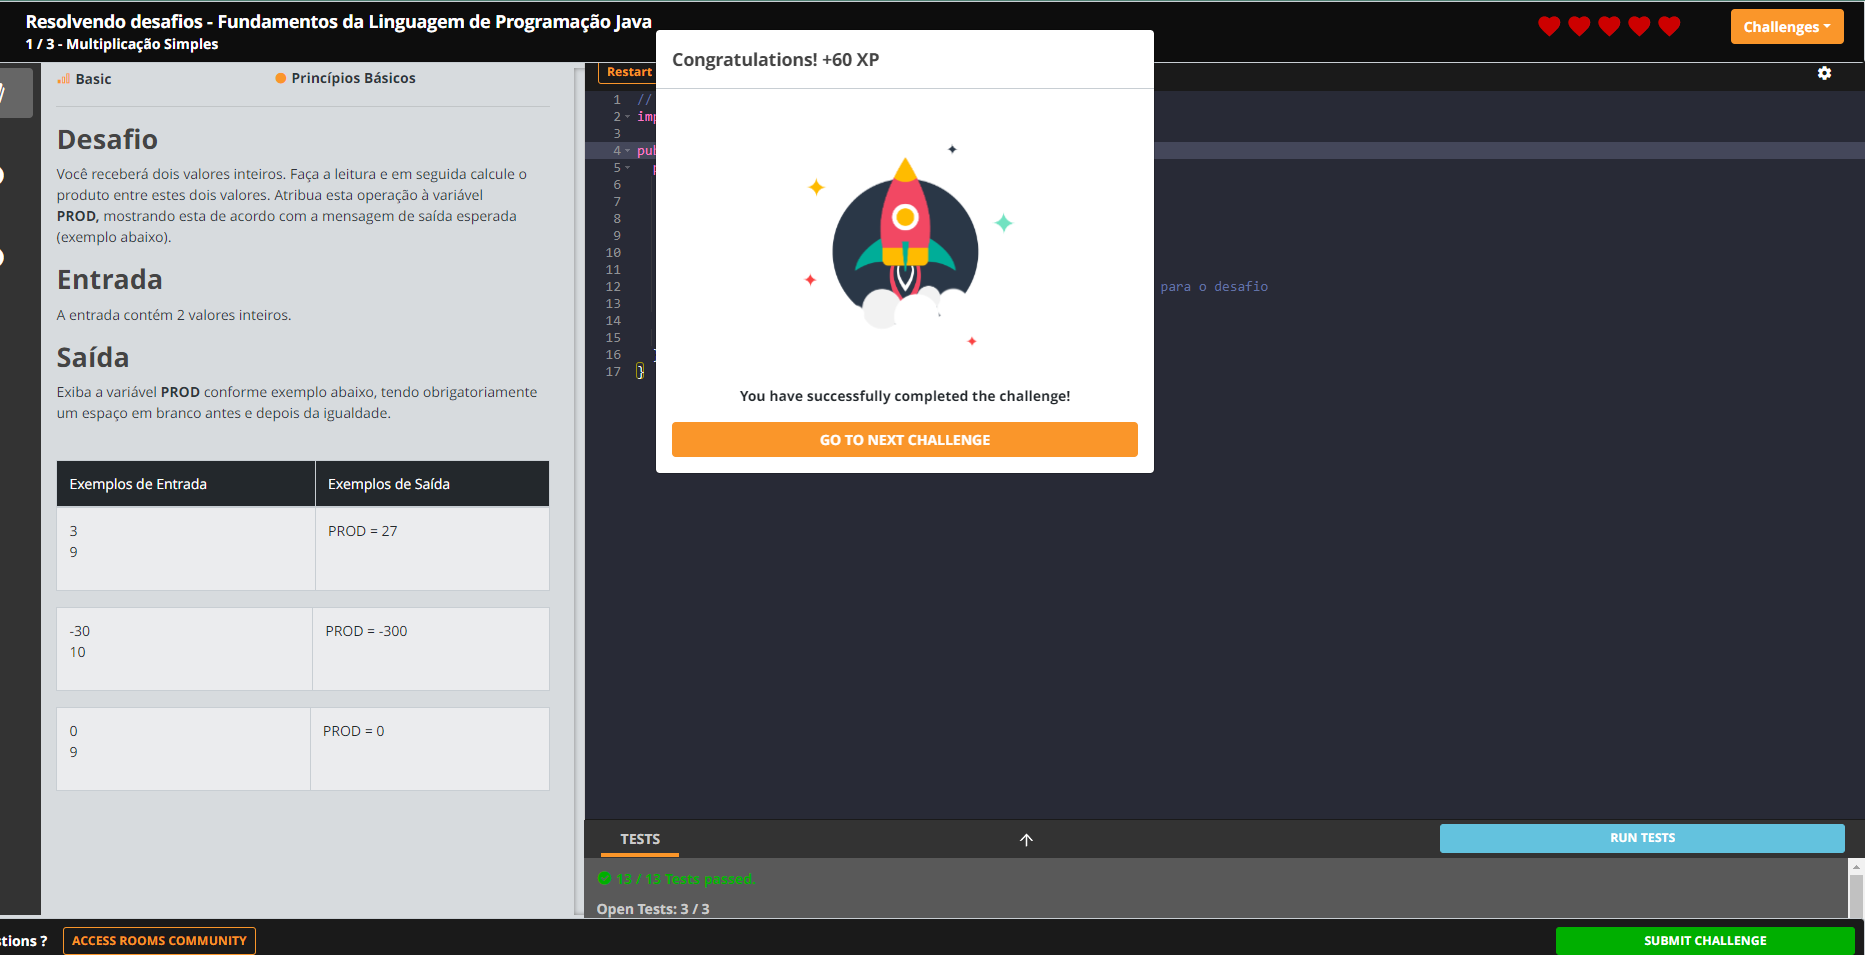 Resolvendo desafios - Fundamentos da Linguagem de Programação Java
1 / 3 - Multiplicação Simples
Challenges
Basic
Princípios Básicos
Desafio
Você receberá dois valores inteiros. Faça a leitura e em seguida calcule o
produto entre estes dois valores. Atribua esta operação à variável
PROD, mostrando esta de acordo com a mensagem de saída esperada
(exemplo abaixo).
Entrada
A entrada contém 2 valores inteiros.
Saída
Exiba a variável PROD conforme exemplo abaixo, tendo obrigatoriamente
um espaço em branco antes e depois da igualdade.
Exemplos de Entrada
Exemplos de Saída
3
9
PROD = 27
-30
10
PROD = -300
0
9
PROD = 0
Restart
1 //
2 imp
3
4 pub
5 p
6
7
8
9
10
11
12 para o desafio
13
14
15
16
17 }
Congratulations! +60 XP
You have successfully completed the challenge!
GO TO NEXT CHALLENGE
TESTS
RUN TESTS
13 / 13 Tests passed.
Open Tests: 3 / 3
stions ?
ACCESS ROOMS COMMUNITY
SUBMIT CHALLENGE